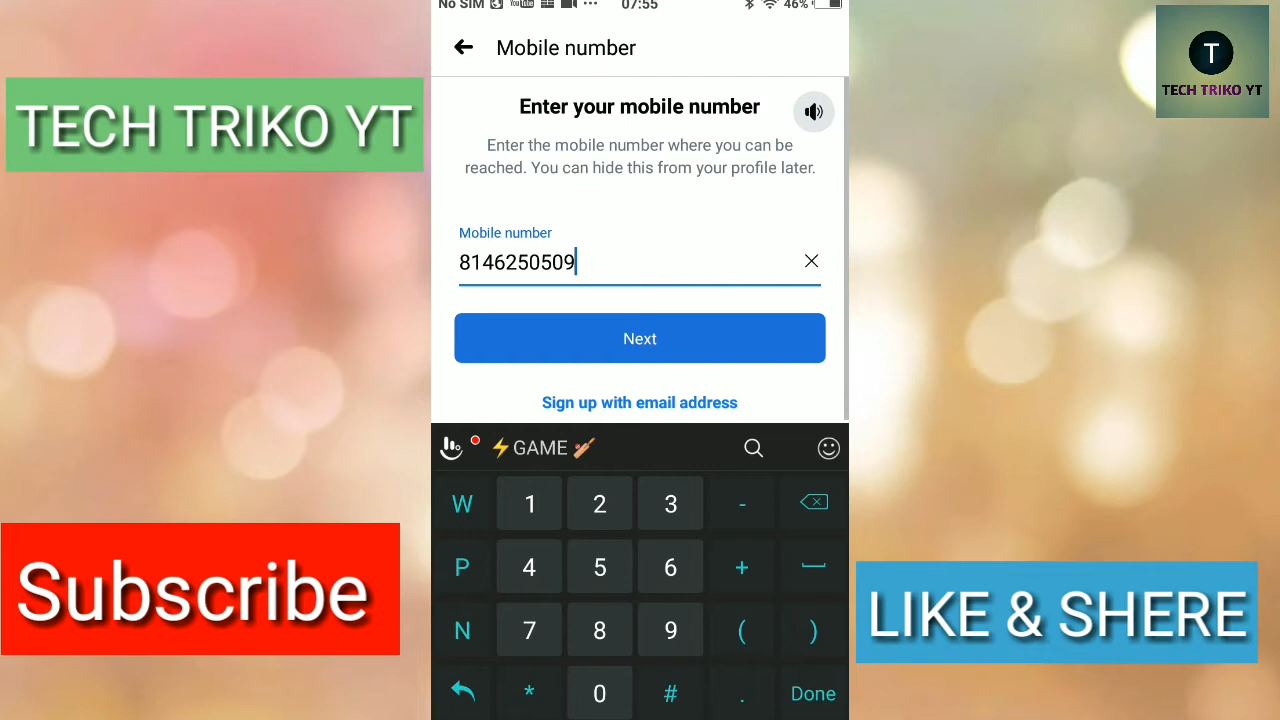 No SIM YouTube ... 07:55 46%
Mobile number
TECH TRIKO YT
T
TECH TRIKO YT
Enter your mobile number
Enter the mobile number where you can be
reached. You can hide this from your profile later.
Mobile number
8146250509
Next
Sign up with email address
⚡GAME 🏏
W 1 2 3 -
P 4 5 6 +
N 7 8 9 ( )
* 0 # . Done
Subscribe
LIKE & SHERE